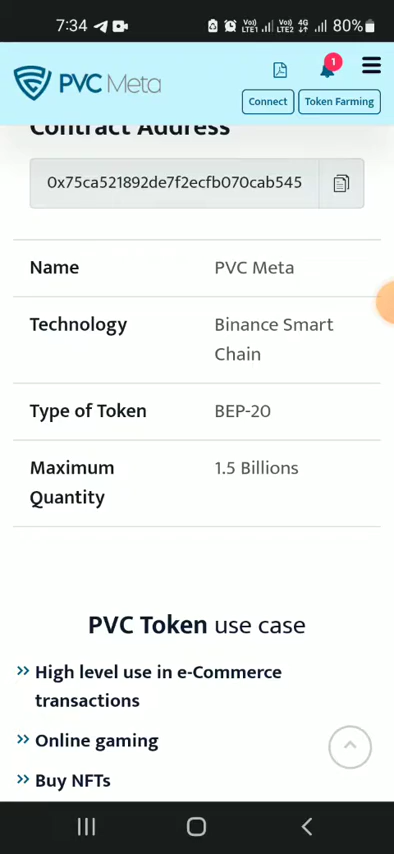 7:34 Vo)) LTE1 Vo)) LTE2 4G 80%
PVC Meta
1
Connect Token Farming
Contract Address
0x75ca521892de7f2ecfb070cab545
Name PVC Meta
Technology Binance Smart
Chain
Type of Token BEP-20
Maximum 1.5 Billions
Quantity
PVC Token use case
High level use in e-Commerce
transactions
Online gaming
Buy NFTs